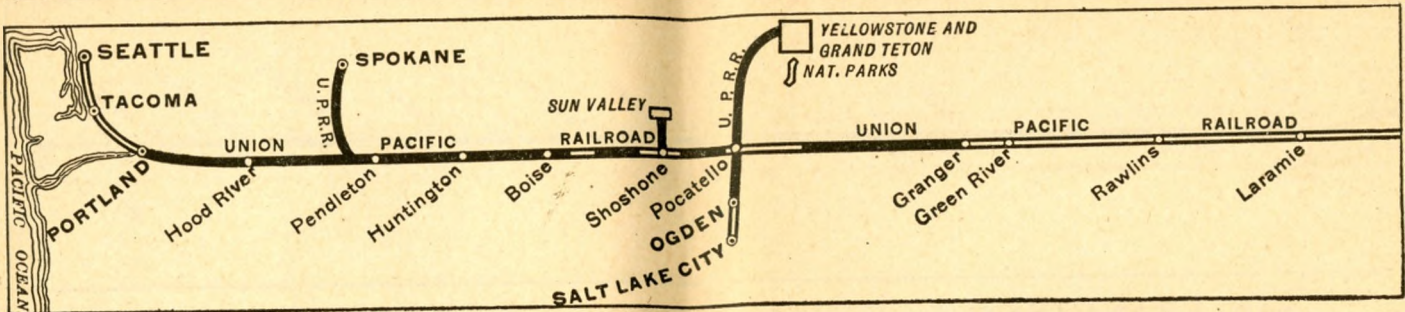 SEATTLE
TACOMA
PORTLAND
PACIFIC OCEAN
Hood River
UNION PACIFIC RAILROAD
SPOKANE
U.P.R.R.
Pendleton
Huntington
Boise
SUN VALLEY
Shoshone
Pocatello
OGDEN
SALT LAKE CITY
U.P.R.R.
YELLOWSTONE AND
GRAND TETON
NAT. PARKS
UNION PACIFIC RAILROAD
Granger
Green River
Rawlins
Laramie